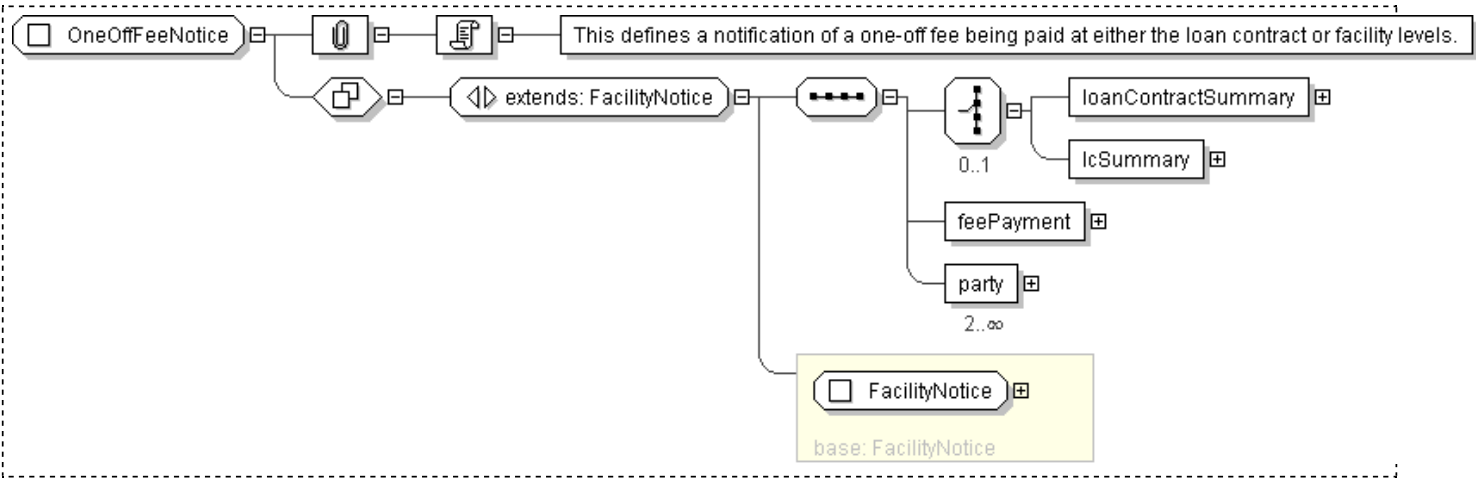 OneOffFeeNotice
This defines a notification of a one-off fee being paid at either the loan contract or facility levels.
extends: FacilityNotice
loanContractSummary
0..1
lcSummary
feePayment
party
2..∞
FacilityNotice
base: FacilityNotice